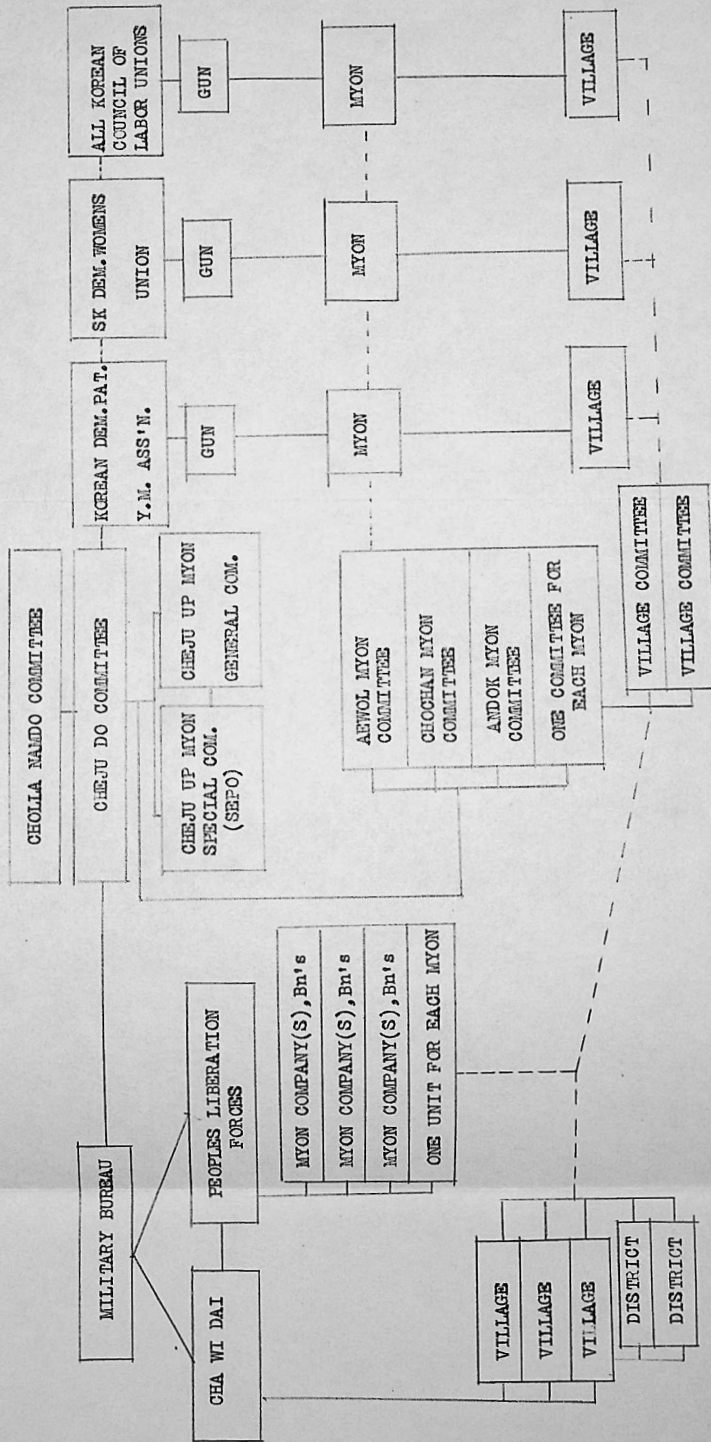 CHOLLA NAMDO COMMITTEE
MILITARY BUREAU
CHEJU DO COMMITTEE
KOREAN DEM.PAT.
Y.M. ASS'N.
SK DEM.WOMENS
UNION
ALL KOREAN
COUNCIL OF
LABOR UNIONS
CHA WI DAI
PEOPLES LIBERATION
FORCES
CHEJU UP MYON
SPECIAL COM.
(SEPO)
CHEJU UP MYON
GENERAL COM.
GUN
GUN
GUN
MYON COMPANY(S),Bn's
MYON COMPANY(S),Bn's
MYON COMPANY(S),Bn's
ONE UNIT FOR EACH MYON
AEWOL MYON
COMMITTEE
CHOCHAN MYON
COMMITTEE
ANDOK MYON
COMMITTEE
ONE COMMITTEE FOR
EACH MYON
MYON
MYON
MYON
VILLAGE
VILLAGE
VILLAGE
DISTRICT
DISTRICT
VILLAGE COMMITTEE
VILLAGE COMMITTEE
VILLAGE
VILLAGE
VILLAGE